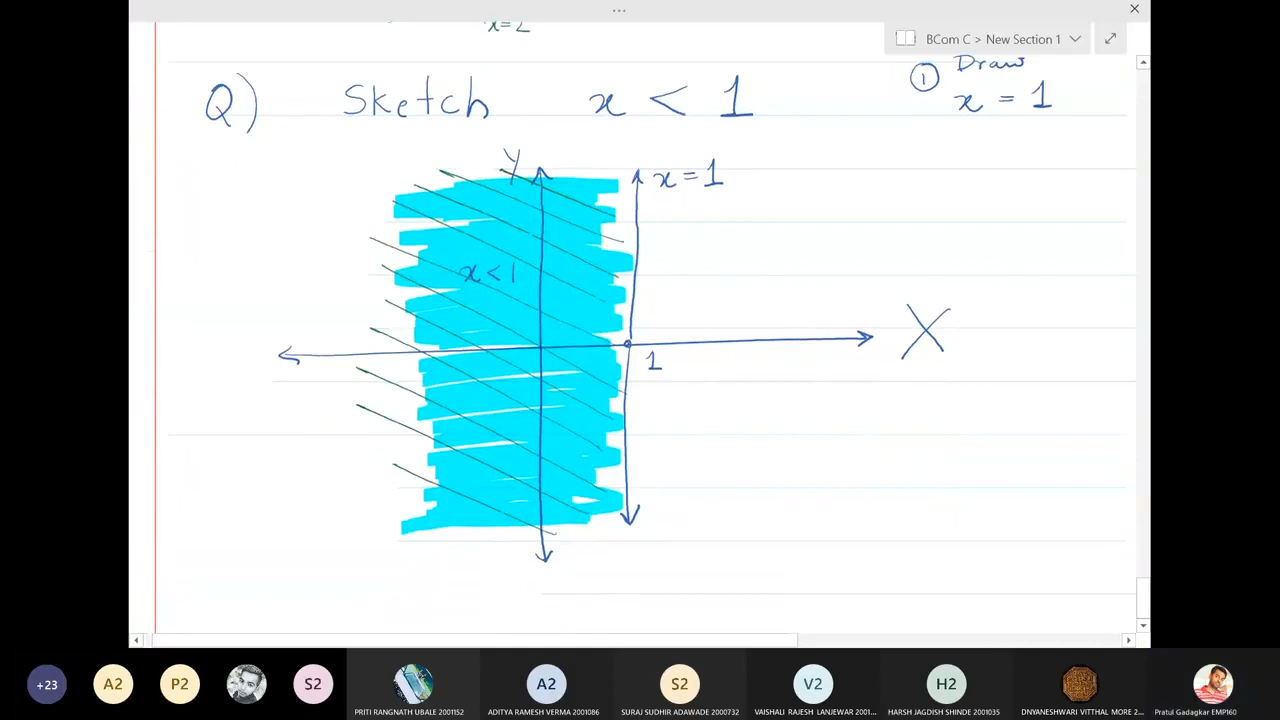 x=2
BCom C > New Section 1
① Draw
x = 1
Q) Sketch x < 1
Y
x=1
x<1
X
1
+23
A2
P2
S2
A2
S2
V2
H2
PRITI RANGNATH UBALE 2001152
ADITYA RAMESH VERMA 2001086
SURAJ SUDHIR ADAWADE 2000732
VAISHALI RAJESH LANJEWAR 2001...
HARSH JAGDISH SHINDE 2001035
DNYANESHWARI VITTHAL MORE 2...
Pratul Gadagkar EMP60